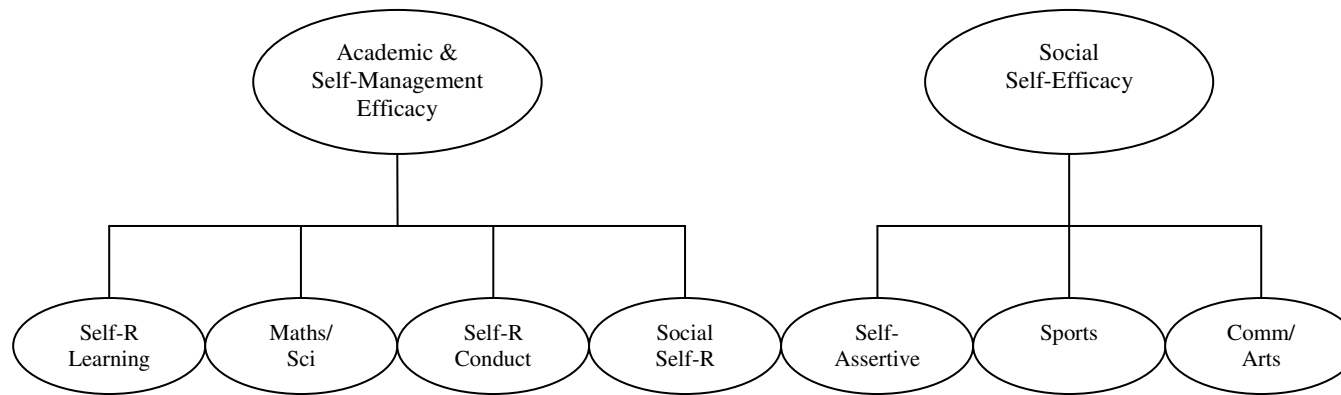 Academic &
Self-Management
Efficacy
Social
Self-Efficacy
Self-R
Learning
Maths/
Sci
Self-R
Conduct
Social
Self-R
Self-
Assertive
Sports
Comm/
Arts